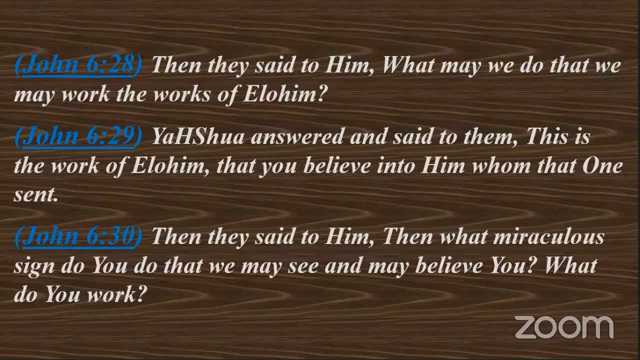 (John 6:28) Then they said to Him, What may we do that we
may work the works of Elohim?
(John 6:29) YaHShua answered and said to them, This is
the work of Elohim, that you believe into Him whom that One
sent.
(John 6:30) Then they said to Him, Then what miraculous
sign do You do that we may see and may believe You? What
do You work?
zoom